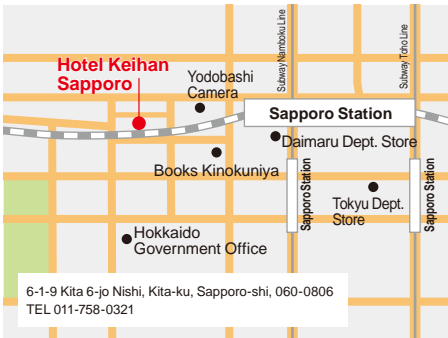 Subway Namboku Line
Subway Toho Line
Hotel Keihan
Sapporo
Yodobashi
Camera
Sapporo Station
Daimaru Dept. Store
Books Kinokuniya
Sapporo Station
Sapporo Station
Tokyu Dept.
Store
Hokkaido
Government Office
6-1-9 Kita 6-jo Nishi, Kita-ku, Sapporo-shi, 060-0806
TEL 011-758-0321